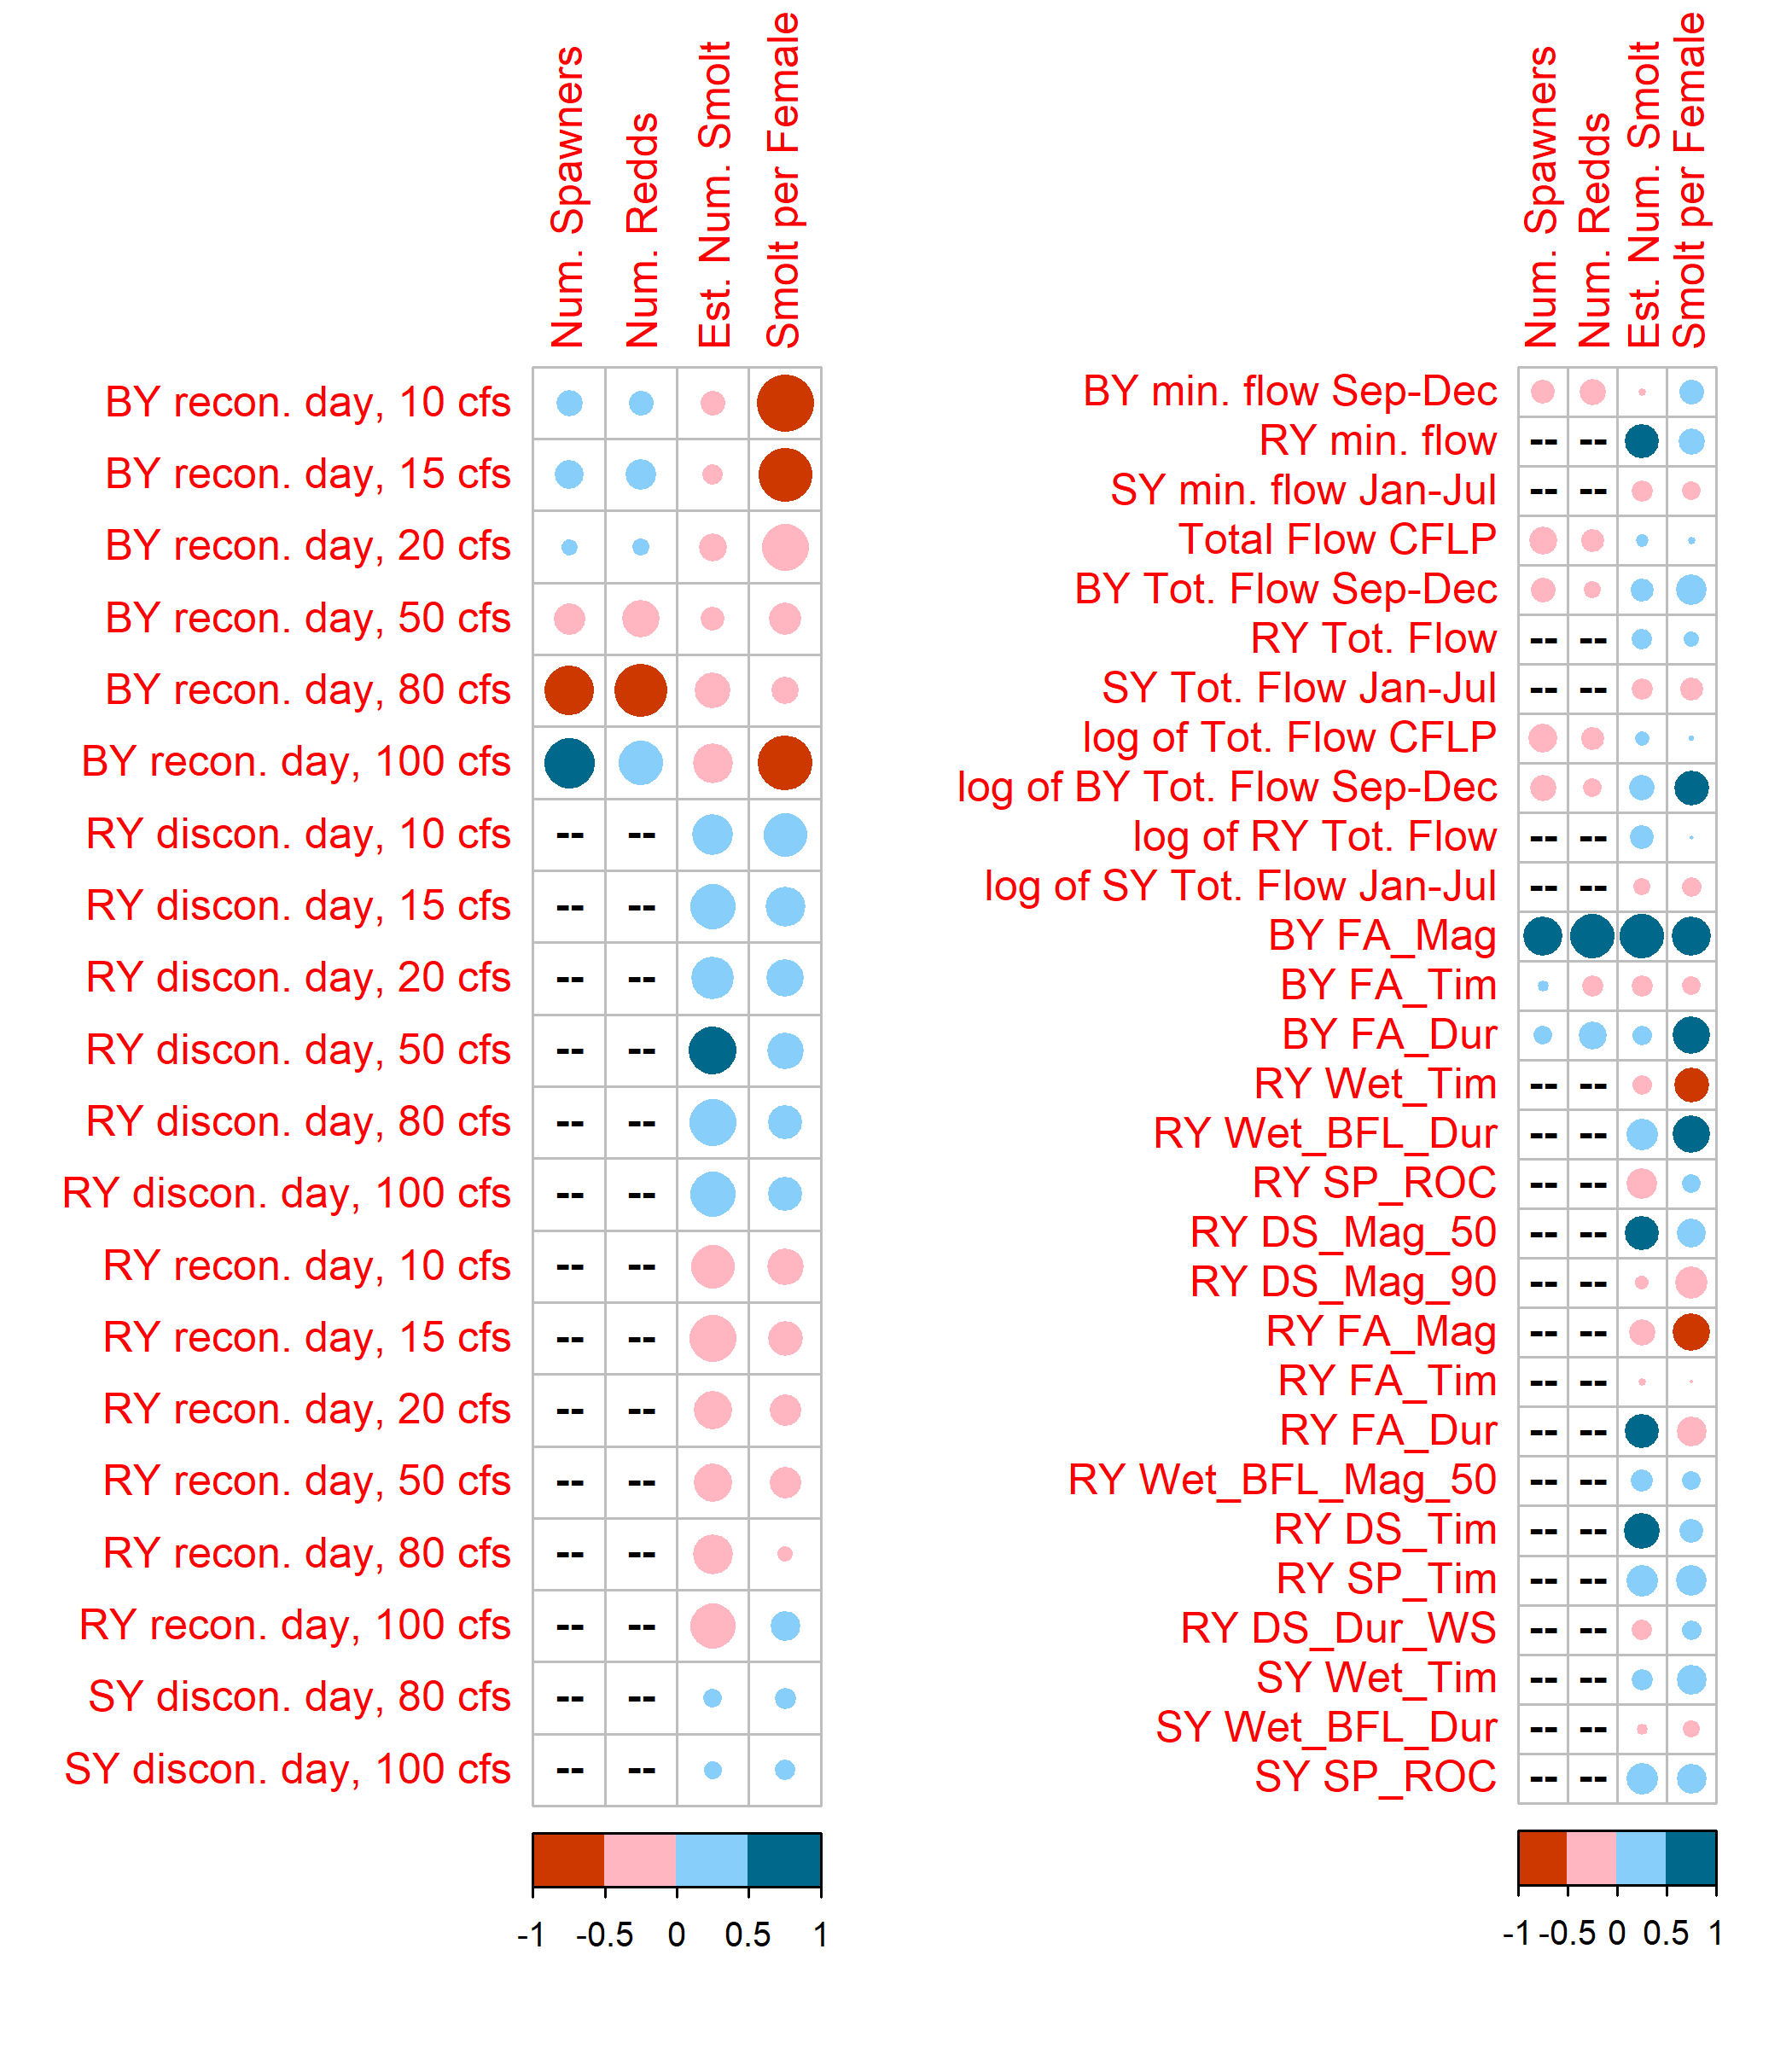 Num. Spawners
Num. Redds
Est. Num. Smolt
Smolt per Female
BY recon. day, 10 cfs
BY recon. day, 15 cfs
BY recon. day, 20 cfs
BY recon. day, 50 cfs
BY recon. day, 80 cfs
BY recon. day, 100 cfs
RY discon. day, 10 cfs -- --
RY discon. day, 15 cfs -- --
RY discon. day, 20 cfs -- --
RY discon. day, 50 cfs -- --
RY discon. day, 80 cfs -- --
RY discon. day, 100 cfs -- --
RY recon. day, 10 cfs -- --
RY recon. day, 15 cfs -- --
RY recon. day, 20 cfs -- --
RY recon. day, 50 cfs -- --
RY recon. day, 80 cfs -- --
RY recon. day, 100 cfs -- --
SY discon. day, 80 cfs -- --
SY discon. day, 100 cfs -- --
-1 -0.5 0 0.5 1
Num. Spawners
Num. Redds
Est. Num. Smolt
Smolt per Female
BY min. flow Sep-Dec
RY min. flow -- --
SY min. flow Jan-Jul -- --
Total Flow CFLP
BY Tot. Flow Sep-Dec
RY Tot. Flow -- --
SY Tot. Flow Jan-Jul -- --
log of Tot. Flow CFLP
log of BY Tot. Flow Sep-Dec
log of RY Tot. Flow -- --
log of SY Tot. Flow Jan-Jul -- --
BY FA_Mag
BY FA_Tim
BY FA_Dur
RY Wet_Tim -- --
RY Wet_BFL_Dur -- --
RY SP_ROC -- --
RY DS_Mag_50 -- --
RY DS_Mag_90 -- --
RY FA_Mag -- --
RY FA_Tim -- --
RY FA_Dur -- --
RY Wet_BFL_Mag_50 -- --
RY DS_Tim -- --
RY SP_Tim -- --
RY DS_Dur_WS -- --
SY Wet_Tim -- --
SY Wet_BFL_Dur -- --
SY SP_ROC -- --
-1 -0.5 0 0.5 1